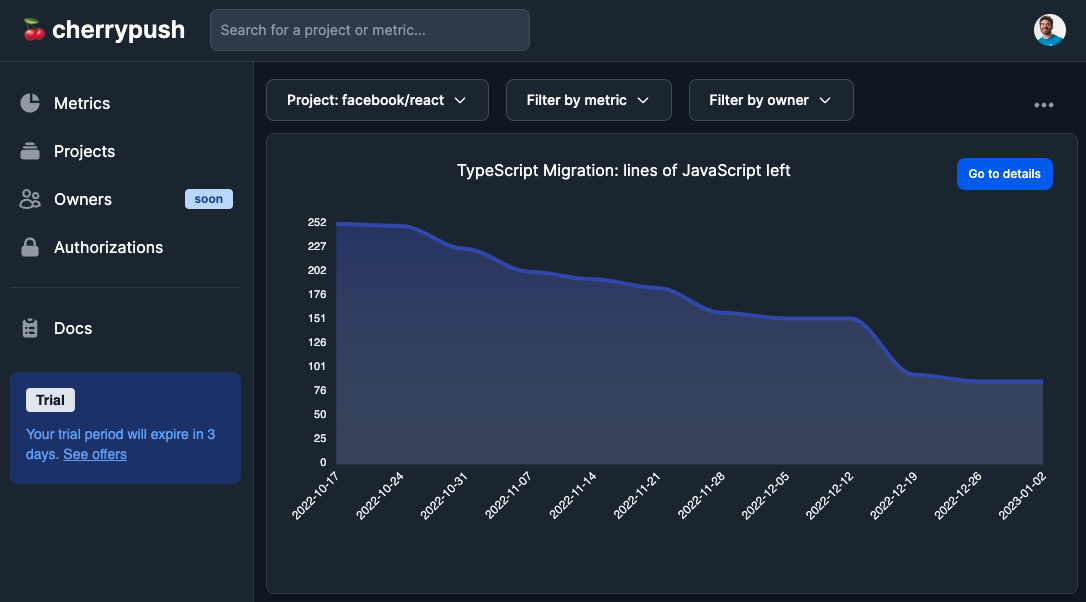 cherrypush
Search for a project or metric...
Metrics
Projects
Owners
soon
Authorizations
Docs
Trial
Your trial period will expire in 3
days. See offers
Project: facebook/react
Filter by metric
Filter by owner
TypeScript Migration: lines of JavaScript left
Go to details
252
227
202
176
151
126
101
76
50
25
0
2022-10-17
2022-10-24
2022-10-31
2022-11-07
2022-11-14
2022-11-21
2022-11-28
2022-12-05
2022-12-12
2022-12-19
2022-12-26
2023-01-02